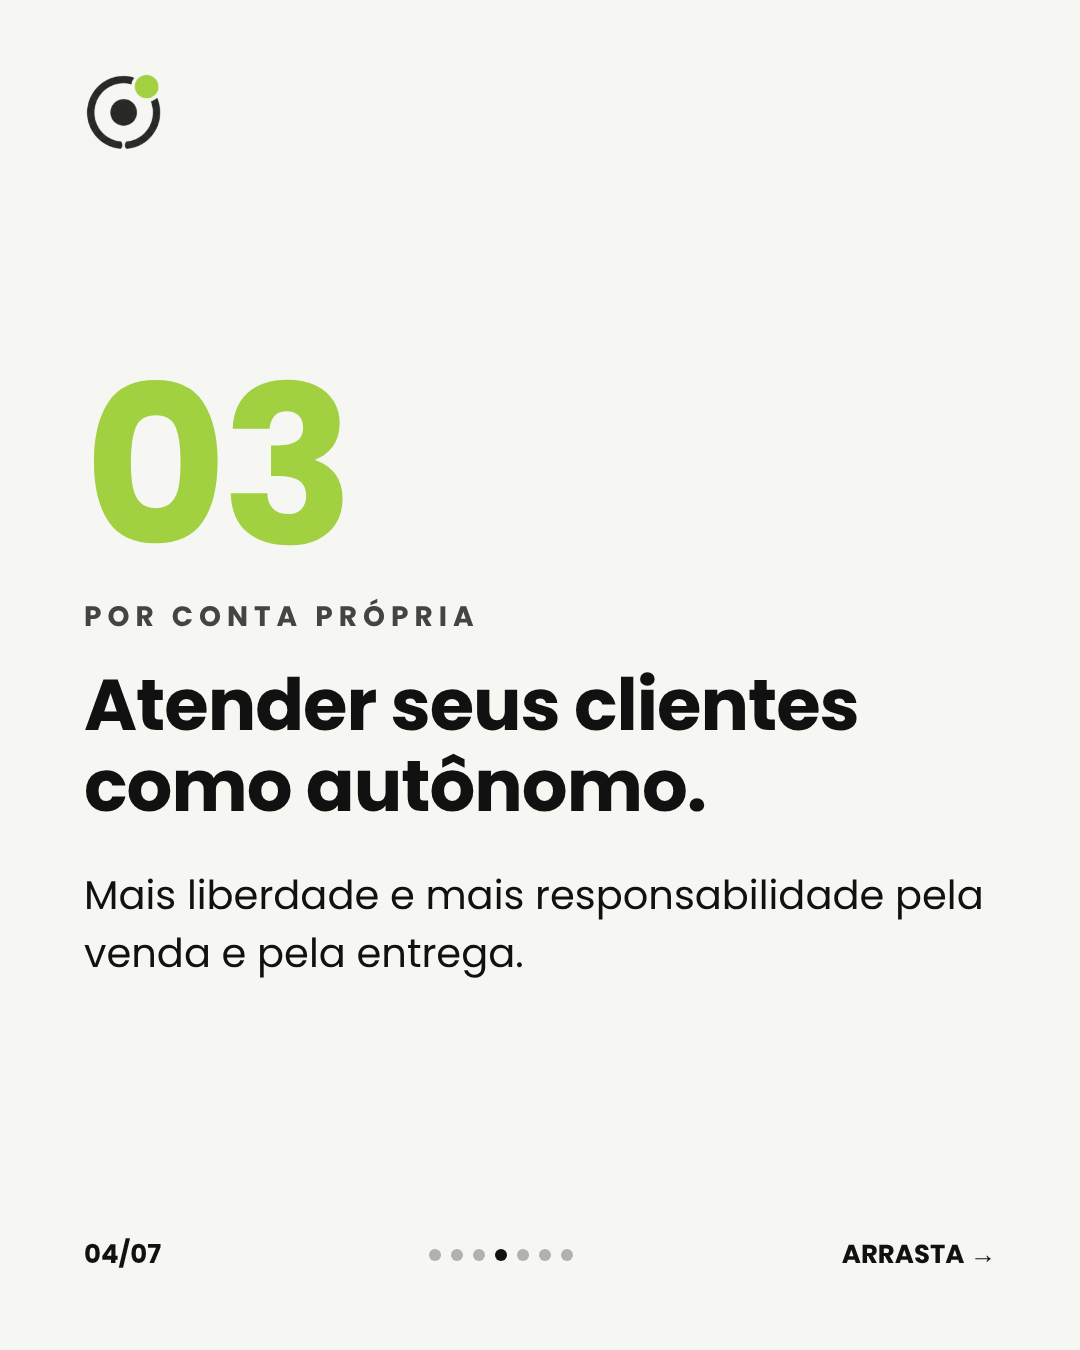 03
POR CONTA PRÓPRIA
Atender seus clientes
como autônomo.
Mais liberdade e mais responsabilidade pela
venda e pela entrega.
04/07
ARRASTA →